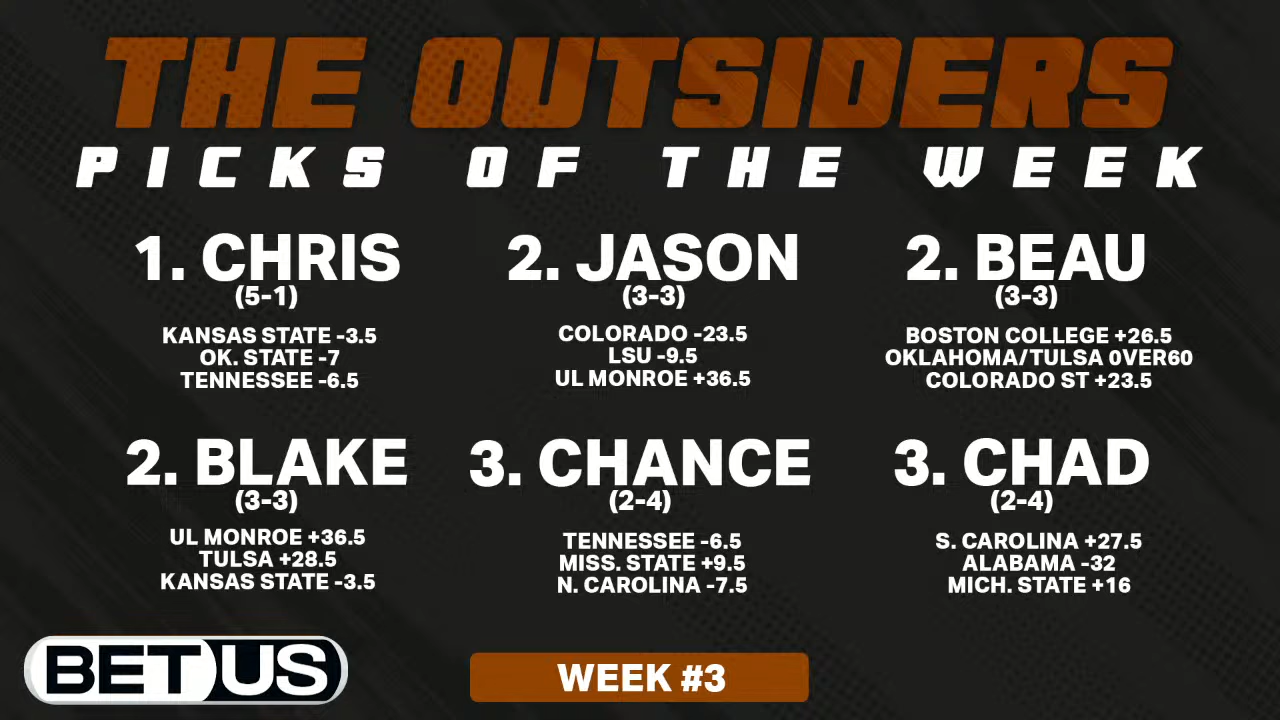 THE OUTSIDERS
PICKS OF THE WEEK
1. CHRIS
(5-1)
KANSAS STATE -3.5
OK. STATE -7
TENNESSEE -6.5
2. JASON
(3-3)
COLORADO -23.5
LSU -9.5
UL MONROE +36.5
2. BEAU
(3-3)
BOSTON COLLEGE +26.5
OKLAHOMA/TULSA 0VER60
COLORADO ST +23.5
2. BLAKE
(3-3)
UL MONROE +36.5
TULSA +28.5
KANSAS STATE -3.5
3. CHANCE
(2-4)
TENNESSEE -6.5
MISS. STATE +9.5
N. CAROLINA -7.5
3. CHAD
(2-4)
S. CAROLINA +27.5
ALABAMA -32
MICH. STATE +16
BETUS
WEEK #3